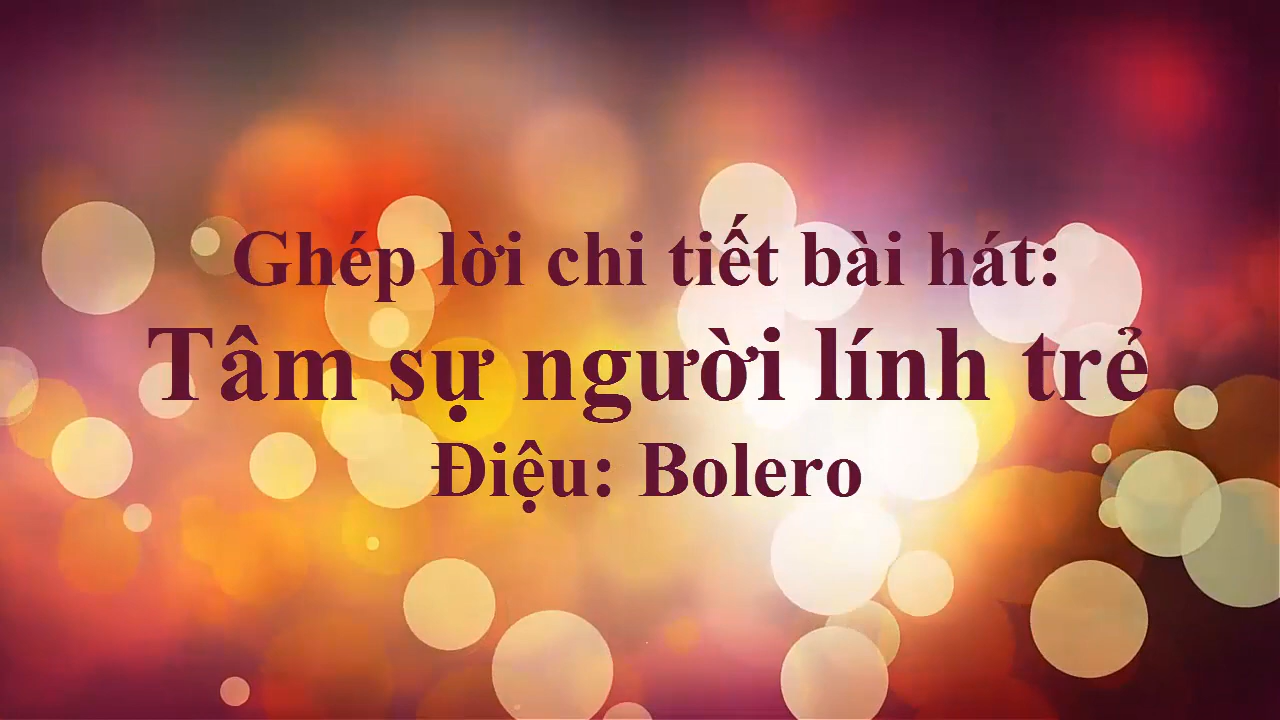 Ghép lời chi tiết bài hát:
Tâm sự người lính trẻ
Điệu: Bolero